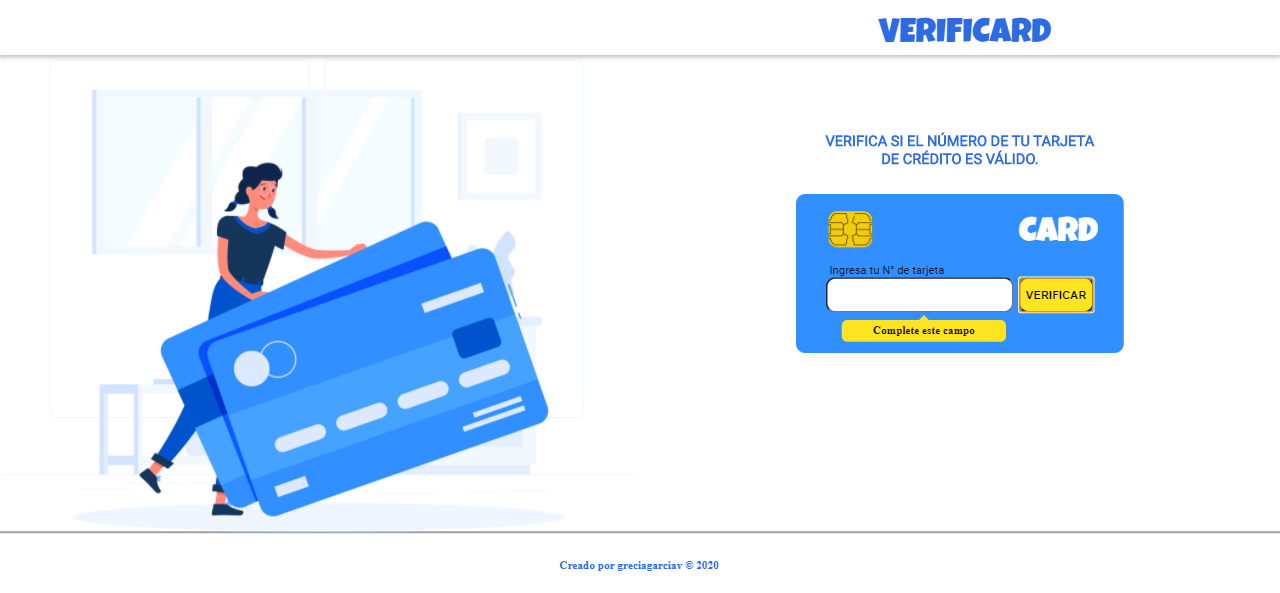 VERIFICARD
VERIFICA SI EL NÚMERO DE TU TARJETA
DE CRÉDITO ES VÁLIDO.
CARD
Ingresa tu N° de tarjeta
VERIFICAR
Complete este campo
Creado por greciagarciav © 2020